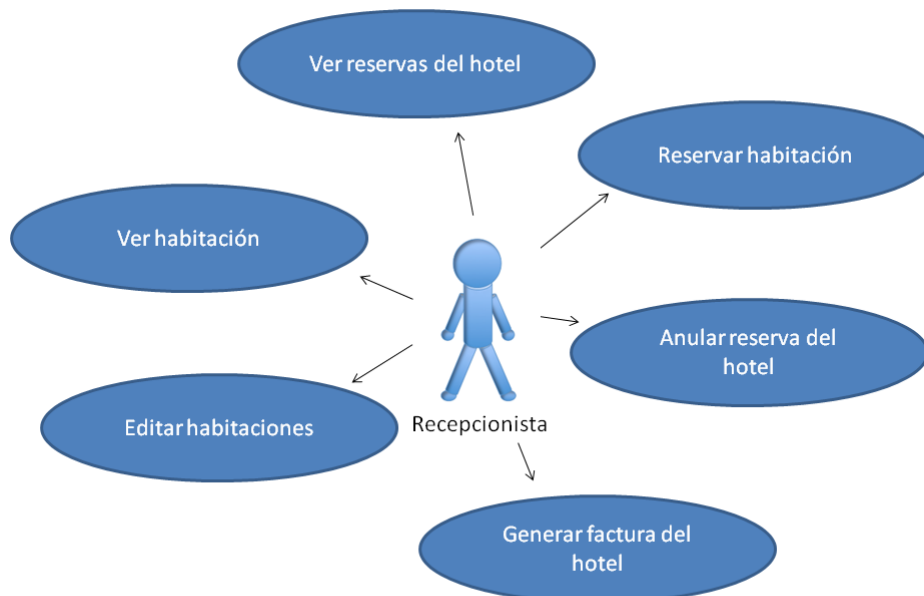 Ver reservas del hotel
Reservar habitación
Ver habitación
Anular reserva del
hotel
Editar habitaciones
Recepcionista
Generar factura del
hotel